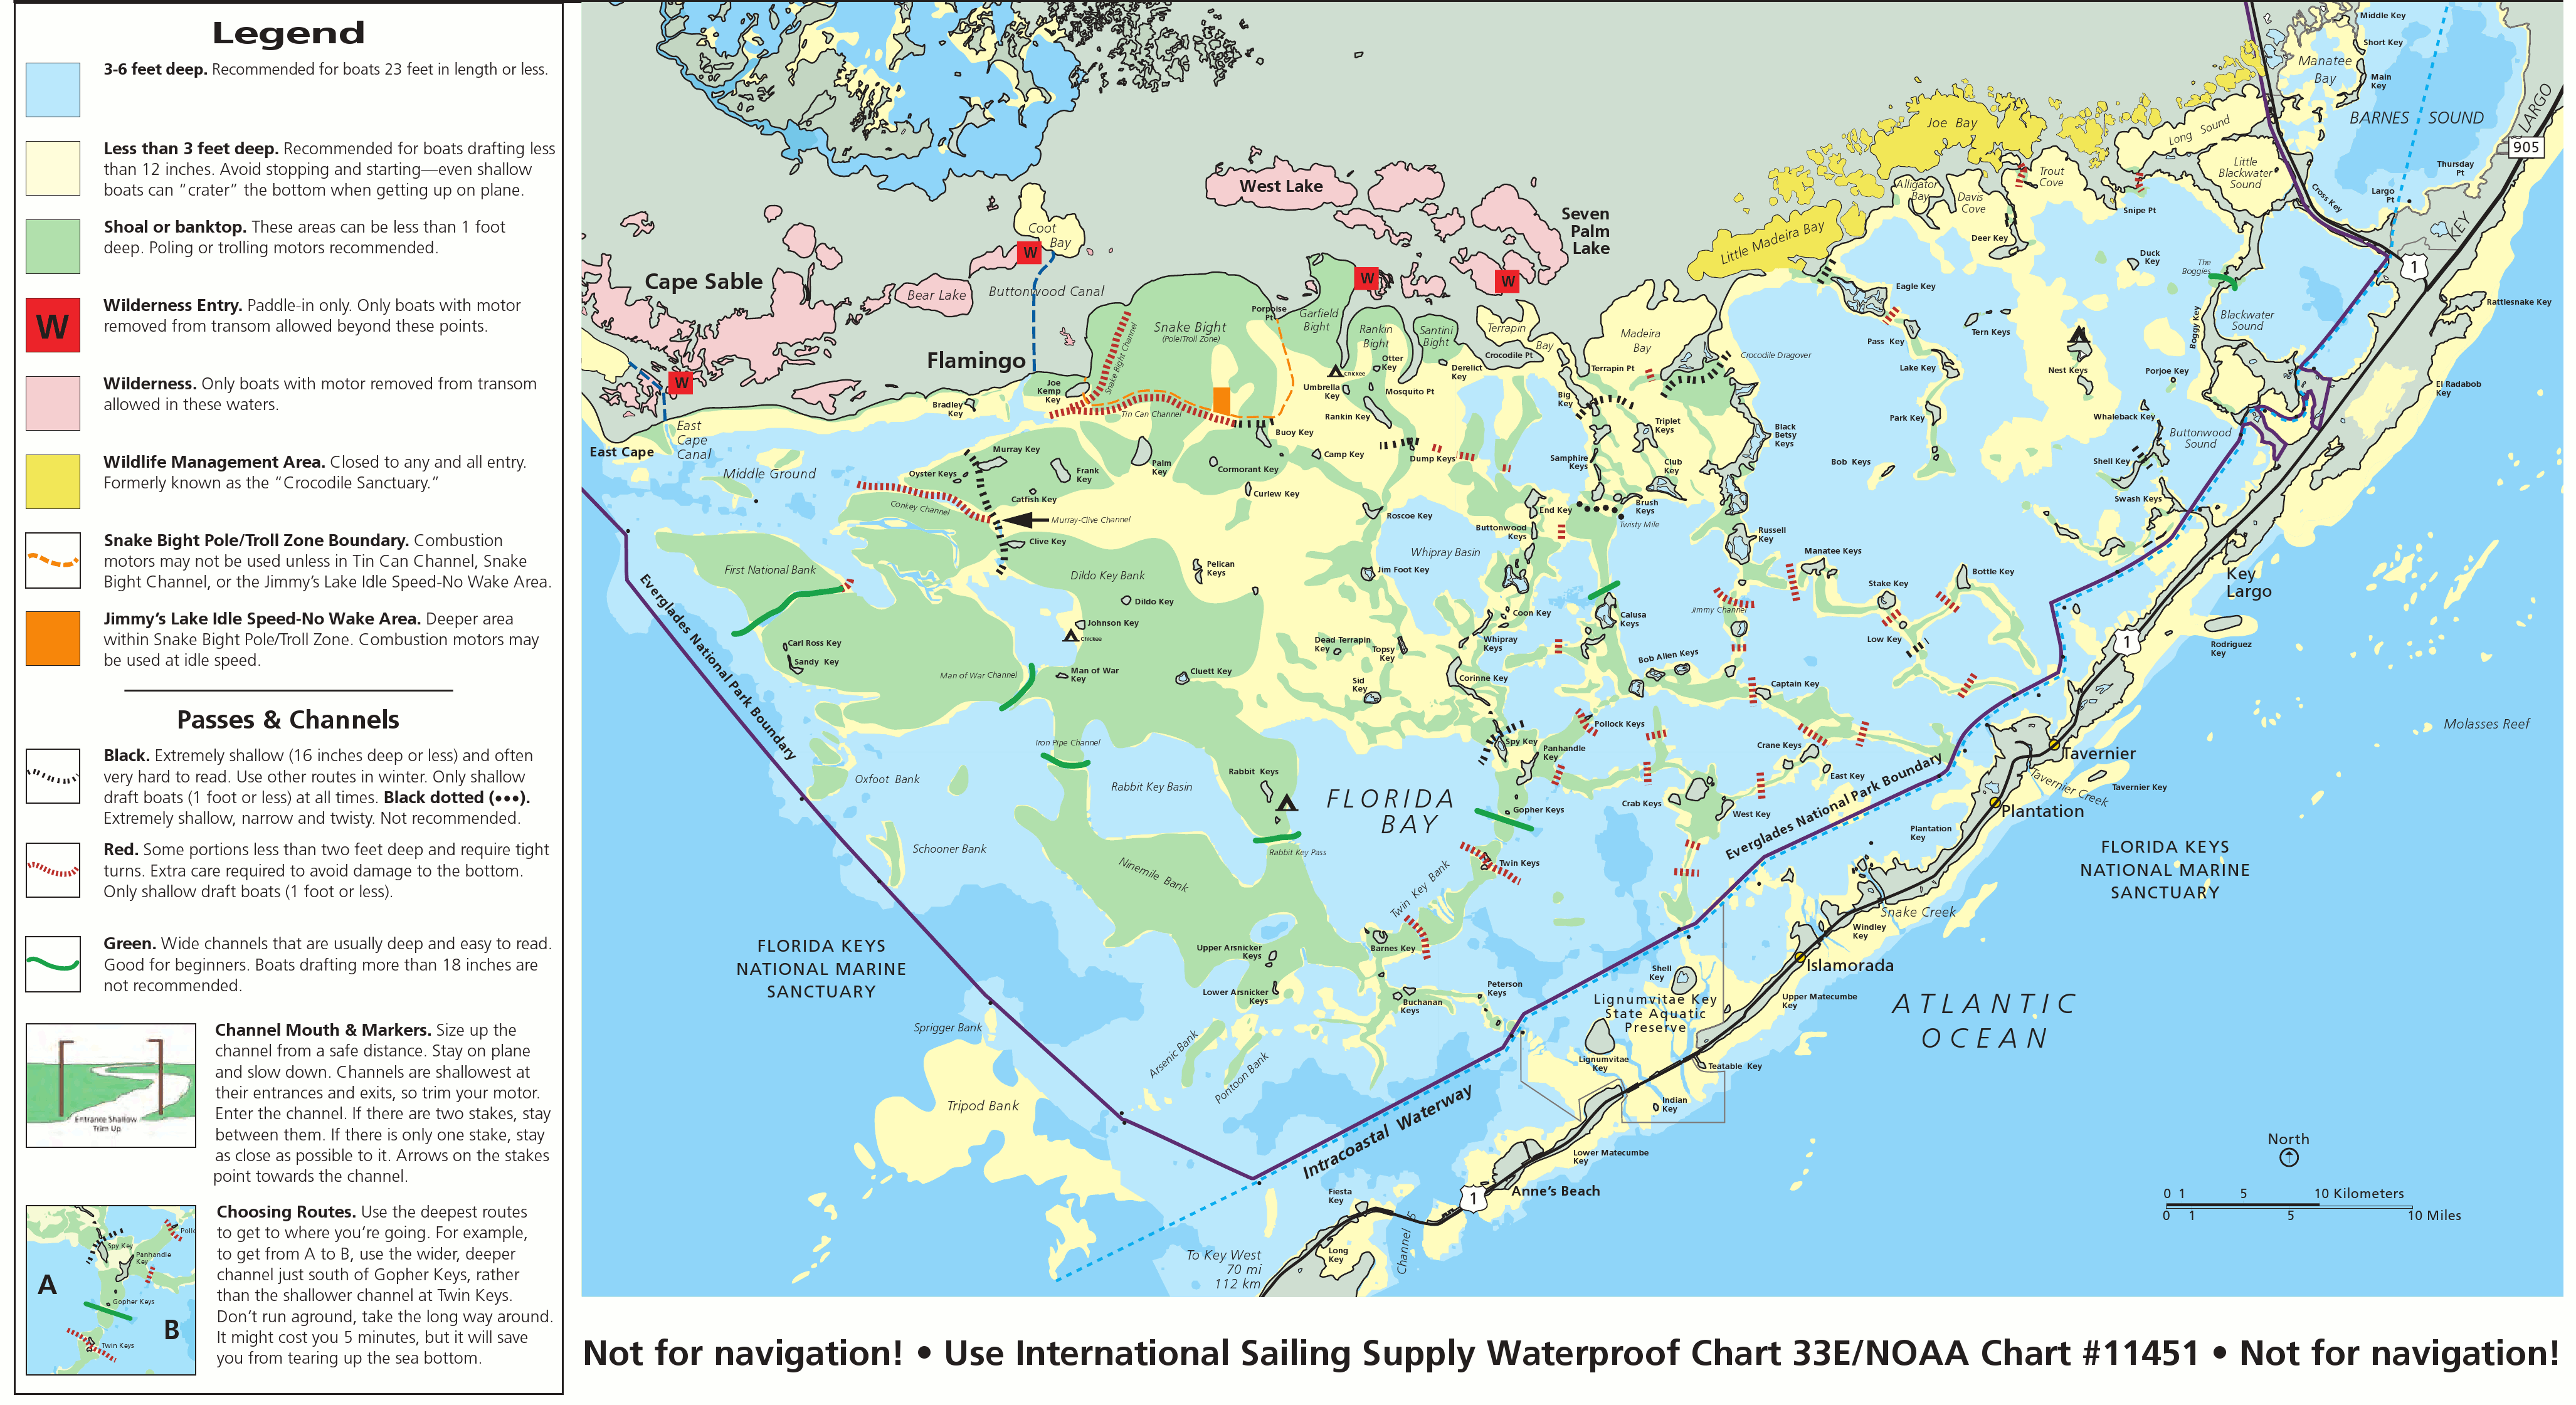 Legend
3-6 feet deep. Recommended for boats 23 feet in length or less.
Less than 3 feet deep. Recommended for boats drafting less
than 12 inches. Avoid stopping and starting—even shallow
boats can “crater” the bottom when getting up on plane.
Shoal or banktop. These areas can be less than 1 foot
deep. Poling or trolling motors recommended.
W
Wilderness Entry. Paddle-in only. Only boats with motor
removed from transom allowed beyond these points.
Wilderness. Only boats with motor removed from transom
allowed in these waters.
Wildlife Management Area. Closed to any and all entry.
Formerly known as the “Crocodile Sanctuary.”
Snake Bight Pole/Troll Zone Boundary. Combustion
motors may not be used unless in Tin Can Channel, Snake
Bight Channel, or the Jimmy’s Lake Idle Speed-No Wake Area.
Jimmy’s Lake Idle Speed-No Wake Area. Deeper area
within Snake Bight Pole/Troll Zone. Combustion motors may
be used at idle speed.
Passes & Channels
Black. Extremely shallow (16 inches deep or less) and often
very hard to read. Use other routes in winter. Only shallow
draft boats (1 foot or less) at all times. Black dotted (•••).
Extremely shallow, narrow and twisty. Not recommended.
Red. Some portions less than two feet deep and require tight
turns. Extra care required to avoid damage to the bottom.
Only shallow draft boats (1 foot or less).
Green. Wide channels that are usually deep and easy to read.
Good for beginners. Boats drafting more than 18 inches are
not recommended.
Entrance Shallow
Trim Up
Channel Mouth & Markers. Size up the
channel from a safe distance. Stay on plane
and slow down. Channels are shallowest at
their entrances and exits, so trim your motor.
Enter the channel. If there are two stakes, stay
between them. If there is only one stake, stay
as close as possible to it. Arrows on the stakes
point towards the channel.
Spy Key
Panhandle
Key
A
Gopher Keys
B
Twin Keys
Choosing Routes. Use the deepest routes
to get to where you’re going. For example,
to get from A to B, use the wider, deeper
channel just south of Gopher Keys, rather
than the shallower channel at Twin Keys.
Don’t run aground, take the long way around.
It might cost you 5 minutes, but it will save
you from tearing up the sea bottom.
Middle Key
Short Key
Manatee
Bay
Main
Key
BARNES SOUND
LARGO
KEY
905
Thursday
Pt
Largo
Pt
Cross Key
1
Joe Bay
Long Sound
Little
Blackwater
Sound
Trout
Cove
Alligator
Bay
Davis
Cove
Snipe Pt
Deer Key
Little Madeira Bay
West Lake
Seven
Palm
Lake
W
W
Coot
Bay
W
Cape Sable
Bear Lake
Buttonwood Canal
W
Flamingo
East Cape
East
Cape
Canal
Bradley
Key
Joe
Kemp
Key
Snake Bight
(Pole/Troll Zone)
Snake Bight Channel
Tin Can Channel
Porpoise
Pt
Garfield
Bight
Rankin
Bight
Santini
Bight
Terrapin
Bay
Crocodile Pt
Madeira
Bay
Terrapin Pt
Crocodile Dragover
Otter
Key
Derelict
Key
Chickee
Umbrella
Key
Mosquito Pt
Rankin Key
Buoy Key
Camp Key
Dump Keys
Big
Key
Triplet
Keys
Black
Betsy
Keys
Samphire
Keys
Club
Key
Brush
Keys
Twisty Mile
End Key
Buttonwood
Keys
Russell
Key
Eagle Key
Pass Key
Tern Keys
Lake Key
Nest Keys
Park Key
Bob Keys
Duck
Key
The
Boggies
Boggy Key
Blackwater
Sound
Porjoe Key
Whaleback Key
Buttonwood
Sound
Shell Key
Swash Keys
Rattlesnake Key
El Radabob
Key
Middle Ground
Oyster Keys
Murray Key
Frank
Key
Palm
Key
Cormorant Key
Curlew Key
Catfish Key
Conkey Channel
Murray-Clive Channel
Clive Key
Roscoe Key
Whipray Basin
Jim Foot Key
Pelican
Keys
First National Bank
Dildo Key Bank
Dildo Key
Johnson Key
Chickee
Carl Ross Key
Sandy Key
Man of War Channel
Man of War
Key
Cluett Key
Dead Terrapin
Key
Topsy
Key
Sid
Key
Whipray
Keys
Corinne Key
Coon Key
Calusa
Keys
Bob Allen Keys
Jimmy Channel
Manatee Keys
Stake Key
Bottle Key
Low Key
Captain Key
Key
Largo
1
Rodriguez
Key
Everglades National Park Boundary
Iron Pipe Channel
Oxfoot Bank
Rabbit Key Basin
Rabbit Keys
Rabbit Key Pass
FLORIDA
BAY
Spy Key
Panhandle
Key
Pollock Keys
Crane Keys
East Key
Crab Keys
West Key
Gopher Keys
Twin Keys
Twin Key Bank
Schooner Bank
Ninemile Bank
Upper Arsnicker
Keys
Lower Arsnicker
Keys
Barnes Key
Buchanan
Keys
Peterson
Keys
Everglades National Park Boundary
Molasses Reef
Tavernier
Tavernier Creek
Tavernier Key
Plantation
Plantation
Key
Snake Creek
Windley
Key
Islamorada
Upper Matecumbe
Key
FLORIDA KEYS
NATIONAL MARINE
SANCTUARY
FLORIDA KEYS
NATIONAL MARINE
SANCTUARY
Sprigger Bank
Tripod Bank
Arsenic Bank
Pontoon Bank
Shell
Key
Lignumvitae Key
State Aquatic
Preserve
Lignumvitae
Key
Teatable Key
Indian
Key
ATLANTIC
OCEAN
Intracoastal Waterway
Lower Matecumbe
Key
Anne’s Beach
1
Fiesta
Key
Channel 5
Long
Key
To Key West
70 mi
112 km
North
0 1 5 10 Kilometers
0 1 5 10 Miles
Not for navigation! • Use International Sailing Supply Waterproof Chart 33E/NOAA Chart #11451 • Not for navigation!